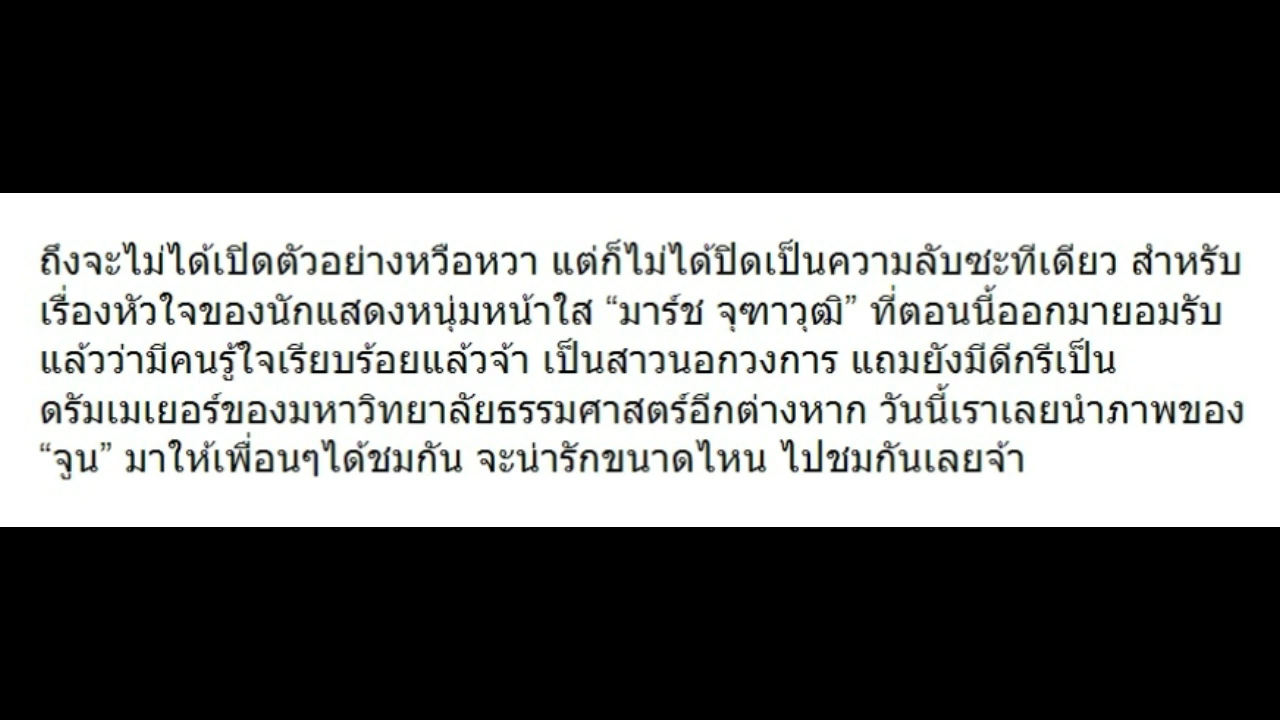 ถึงจะไม่ได้เปิดตัวอย่างหวือหวา แต่ก็ไม่ได้ปิดเป็นความลับซะทีเดียว สำหรับ
เรื่องหัวใจของนักแสดงหนุ่มหน้าใส “มาร์ช จุฑาวุฒิ” ที่ตอนนี้ออกมายอมรับ
แล้วว่ามีคนรู้ใจเรียบร้อยแล้วจ้า เป็นสาวนอกวงการ แถมยังมีดีกรีเป็น
ดรัมเมเยอร์ของมหาวิทยาลัยธรรมศาสตร์อีกต่างหาก วันนี้เราเลยนำภาพของ
“จูน” มาให้เพื่อนๆได้ชมกัน จะน่ารักขนาดไหน ไปชมกันเลยจ้า